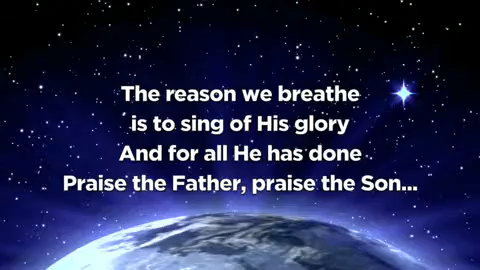 The reason we breathe
is to sing of His glory
And for all He has done
Praise the Father, praise the Son...